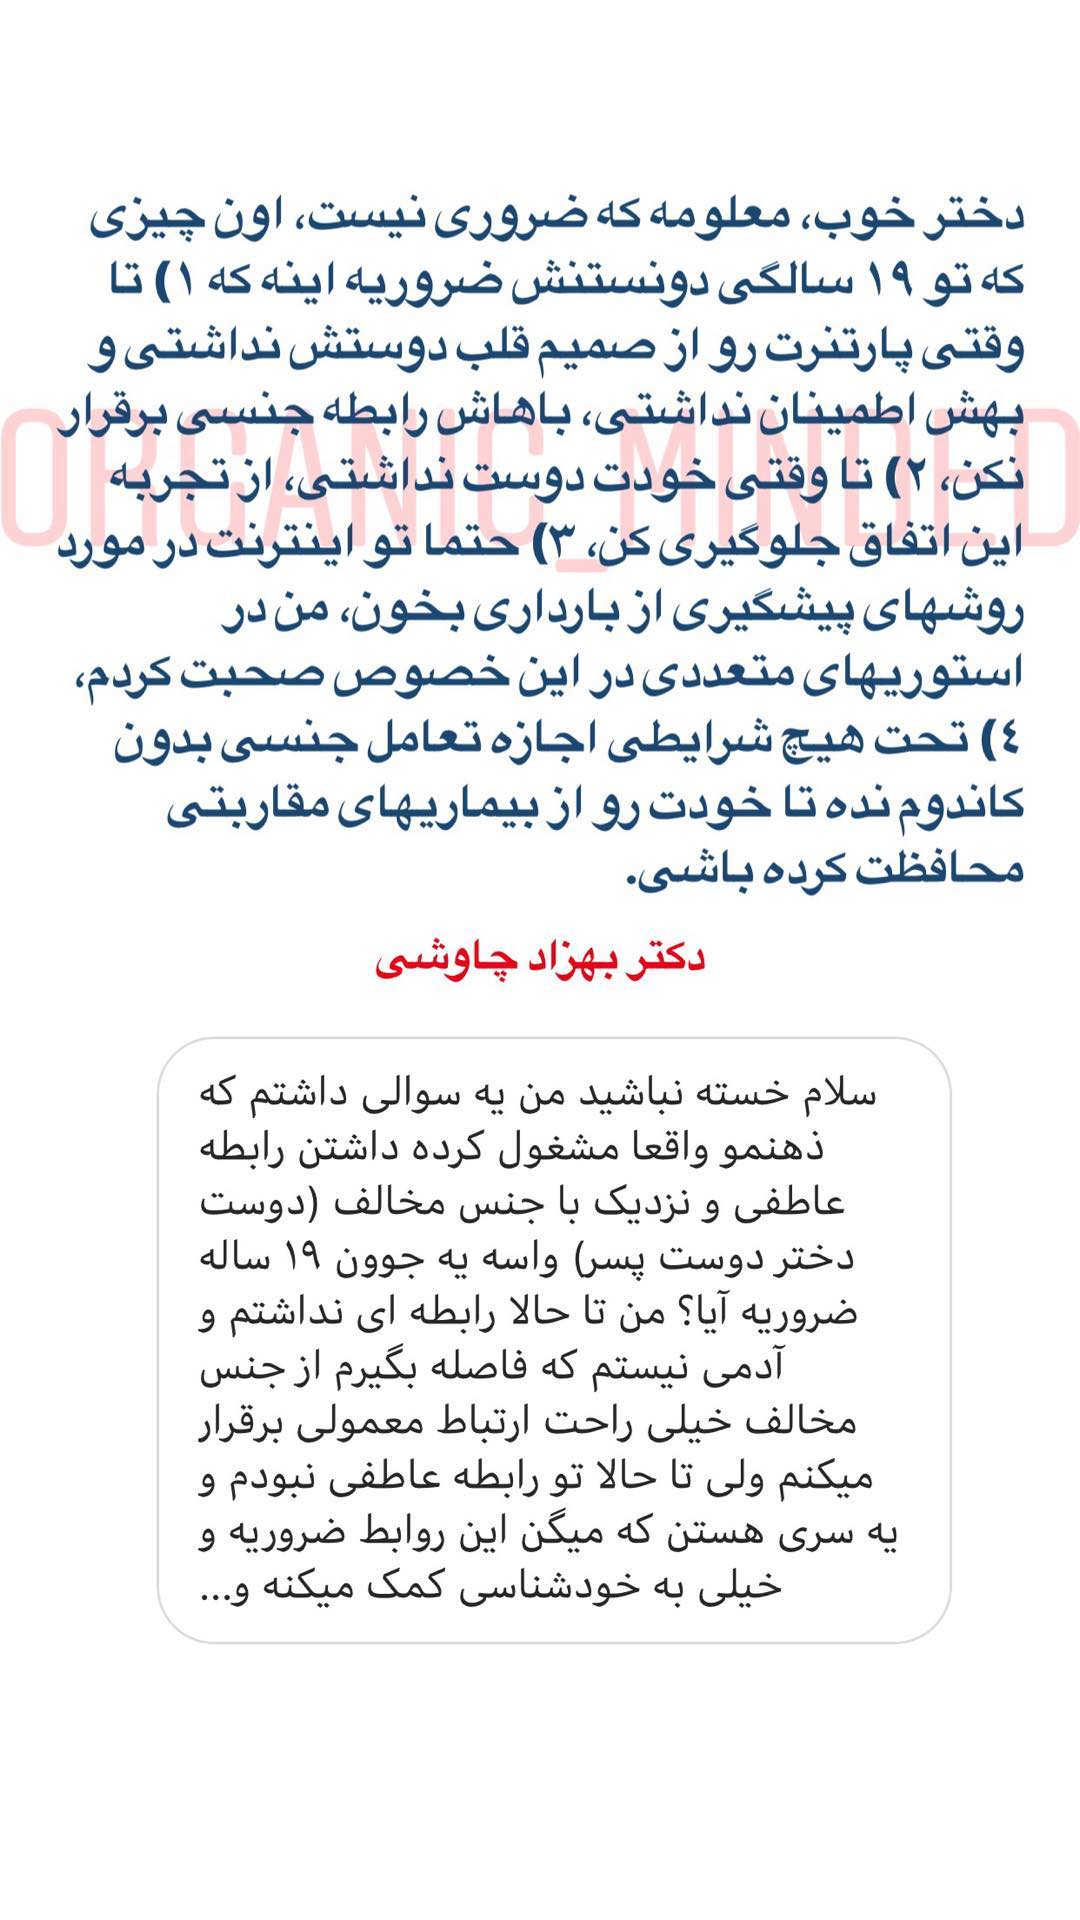 دختر خوب، معلومه که ضروری نیست، اون چیزی
که تو ۱۹ سالگی دونستنش ضروریه اینه که ۱) تا
وقتی پارتنرت رو از صمیم قلب دوستش نداشتی و
بهش اطمینان نداشتی، باهاش رابطه جنسی برقرار
نکن، ۲) تا وقتی خودت دوست نداشتی، از تجربه
این اتفاق جلوگیری کن، ۳) حتما تو اینترنت در مورد
روشهای پیشگیری از بارداری بخون، من در
استوریهای متعددی در این خصوص صحبت کردم،
٤) تحت هیچ شرایطی اجازه تعامل جنسی بدون
کاندوم نده تا خودت رو از بیماریهای مقاربتی
محافظت کرده باشی.
ORGANIC_MINDED
دکتر بهزاد چاوشی
سلام خسته نباشید من یه سوالی داشتم که
ذهنمو واقعا مشغول کرده داشتن رابطه
عاطفی و نزدیک با جنس مخالف (دوست
دختر دوست پسر) واسه یه جوون ۱۹ ساله
ضروریه آیا؟ من تا حالا رابطه ای نداشتم و
آدمی نیستم که فاصله بگیرم از جنس
مخالف خیلی راحت ارتباط معمولی برقرار
میکنم ولی تا حالا تو رابطه عاطفی نبودم و
یه سری هستن که میگن این روابط ضروریه و
خیلی به خودشناسی کمک میکنه و...